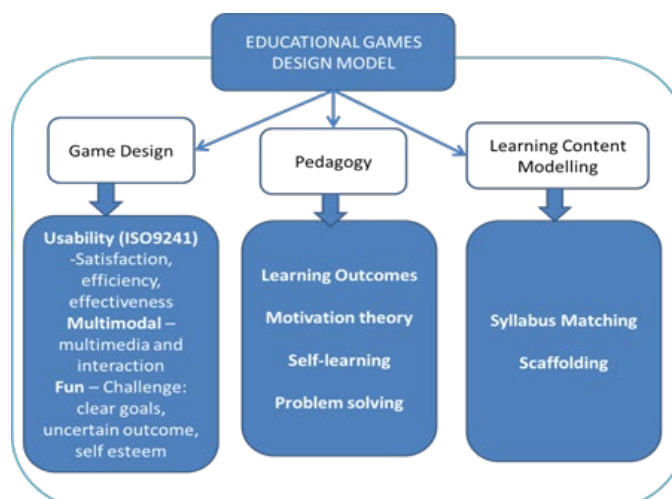 EDUCATIONAL GAMES
DESIGN MODEL
Game Design
Pedagogy
Learning Content
Modelling
Usability (ISO9241)
-Satisfaction,
efficiency,
effectiveness
Multimodal –
multimedia and
interaction
Fun – Challenge:
clear goals,
uncertain outcome,
self esteem
Learning Outcomes
Motivation theory
Self-learning
Problem solving
Syllabus Matching
Scaffolding